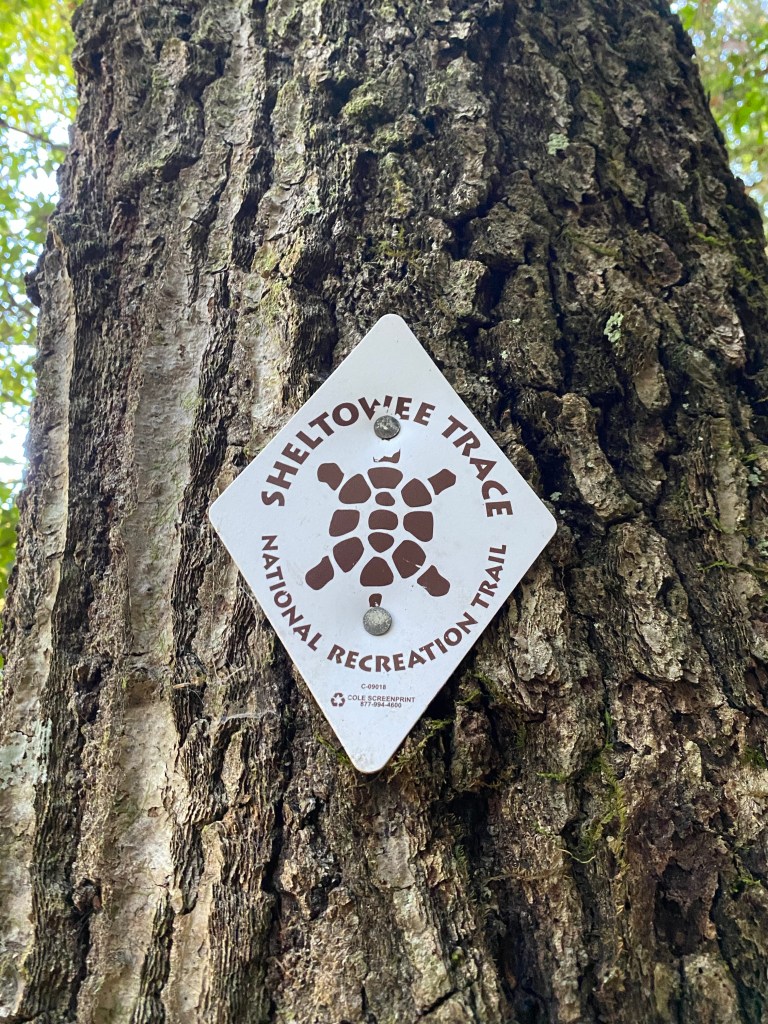 SHELTOWEE TRACE
NATIONAL RECREATION TRAIL
C-09018
COLE SCREENPRINT
877-994-4600